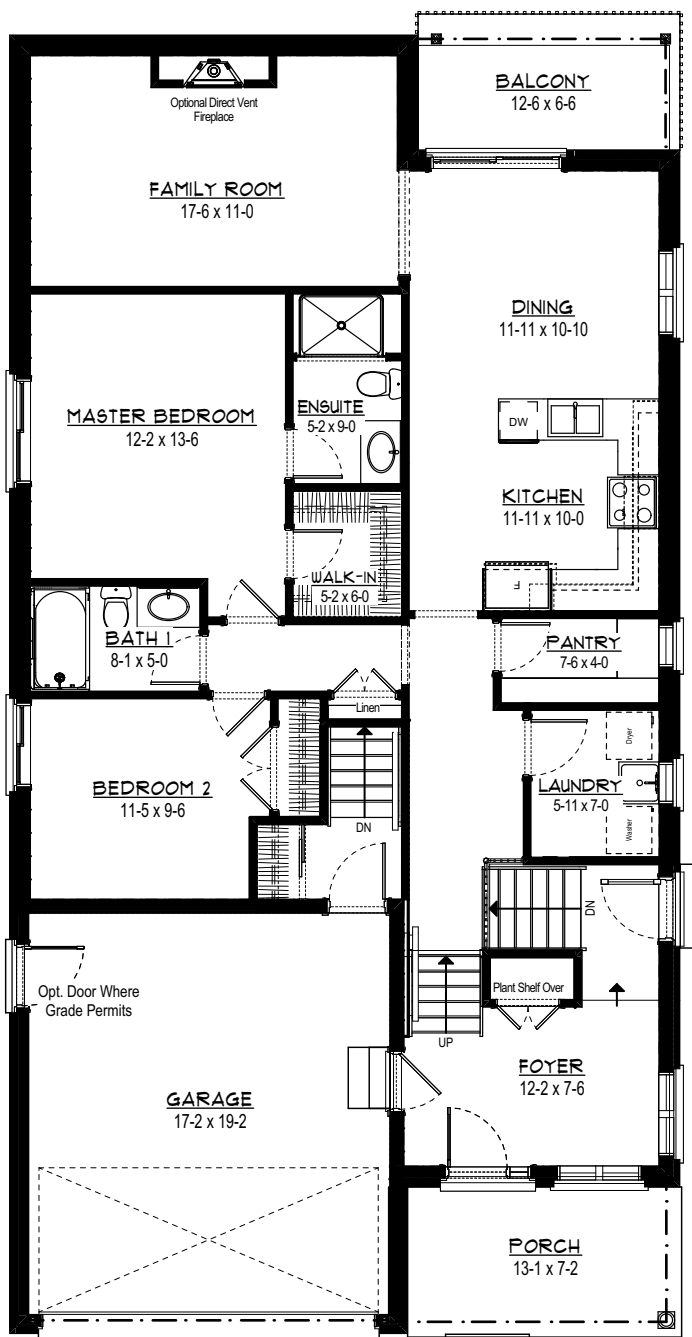 BALCONY
12-6 x 6-6
Optional Direct Vent
Fireplace
FAMILY ROOM
17-6 x 11-0
DINING
11-11 x 10-10
MASTER BEDROOM
12-2 x 13-6
ENSUITE
5-2 x 9-0
DW
KITCHEN
11-11 x 10-0
WALK-IN
5-2 x 6-0
BATH 1
8-1 x 5-0
PANTRY
7-6 x 4-0
Linen
Dryer
BEDROOM 2
11-5 x 9-6
LAUNDRY
5-11 x 7-0
Washer
DN
DN
Plant Shelf Over
Opt. Door Where
Grade Permits
UP
FOYER
12-2 x 7-6
GARAGE
17-2 x 19-2
PORCH
13-1 x 7-2